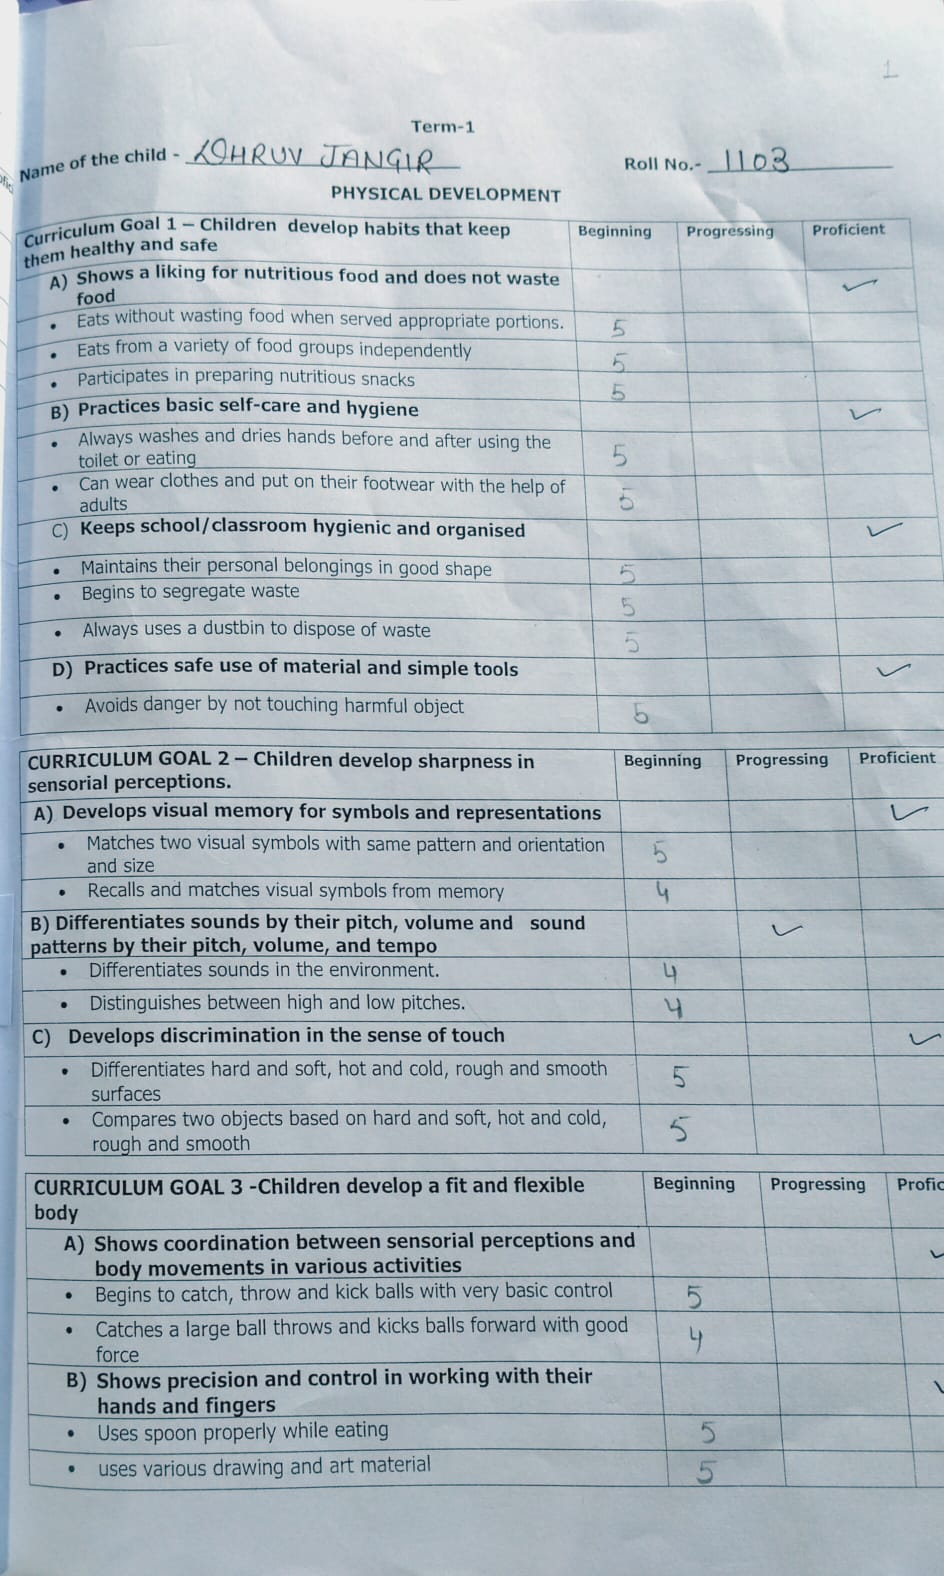 1
Term-1
Name of the child - DHRUV JANGIR Roll No.- 1103
PHYSICAL DEVELOPMENT
Curriculum Goal 1 – Children develop habits that keep Beginning Progressing Proficient
them healthy and safe
A) Shows a liking for nutritious food and does not waste ✓
food
• Eats without wasting food when served appropriate portions. 5
• Eats from a variety of food groups independently 5
• Participates in preparing nutritious snacks 5
B) Practices basic self-care and hygiene ✓
• Always washes and dries hands before and after using the 5
toilet or eating
• Can wear clothes and put on their footwear with the help of 5
adults
C) Keeps school/classroom hygienic and organised ✓
• Maintains their personal belongings in good shape 5
• Begins to segregate waste 5
• Always uses a dustbin to dispose of waste 5
D) Practices safe use of material and simple tools ✓
• Avoids danger by not touching harmful object 5
CURRICULUM GOAL 2 – Children develop sharpness in Beginning Progressing Proficient
sensorial perceptions.
A) Develops visual memory for symbols and representations ✓
• Matches two visual symbols with same pattern and orientation 5
and size
• Recalls and matches visual symbols from memory 4
B) Differentiates sounds by their pitch, volume and sound ✓
patterns by their pitch, volume, and tempo
• Differentiates sounds in the environment. 4
• Distinguishes between high and low pitches. 4
C) Develops discrimination in the sense of touch ✓
• Differentiates hard and soft, hot and cold, rough and smooth 5
surfaces
• Compares two objects based on hard and soft, hot and cold, 5
rough and smooth
CURRICULUM GOAL 3 -Children develop a fit and flexible Beginning Progressing Profic
body
A) Shows coordination between sensorial perceptions and ✓
body movements in various activities
• Begins to catch, throw and kick balls with very basic control 5
• Catches a large ball throws and kicks balls forward with good 4
force
B) Shows precision and control in working with their ✓
hands and fingers
• Uses spoon properly while eating 5
• uses various drawing and art material 5